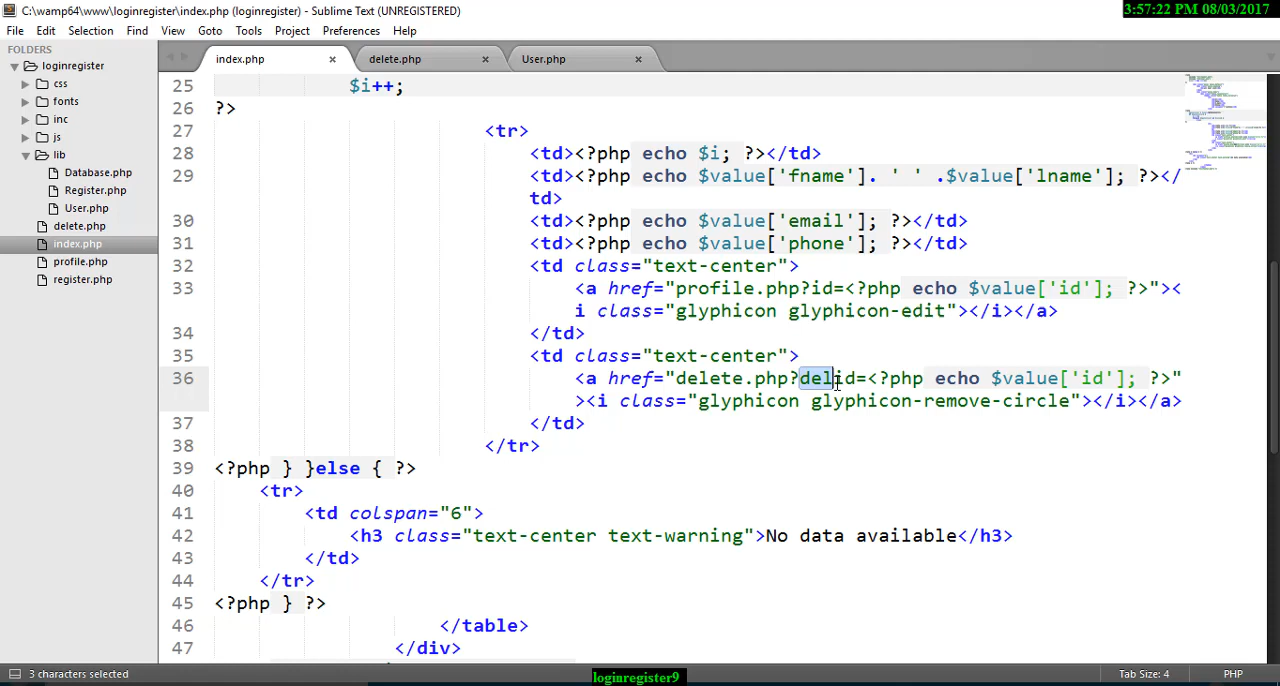 C:\wamp64\www\loginregister\index.php (loginregister) - Sublime Text (UNREGISTERED)
3:57:22 PM 08/03/2017
File Edit Selection Find View Goto Tools Project Preferences Help
FOLDERS
loginregister
css
fonts
inc
js
lib
Database.php
Register.php
User.php
delete.php
index.php
profile.php
register.php
index.php × delete.php × User.php ×
25 $i++;
26 ?>
27 <tr>
28 <td><?php echo $i; ?></td>
29 <td><?php echo $value['fname']. ' ' .$value['lname']; ?></
td>
30 <td><?php echo $value['email']; ?></td>
31 <td><?php echo $value['phone']; ?></td>
32 <td class="text-center">
33 <a href="profile.php?id=<?php echo $value['id']; ?>"><
i class="glyphicon glyphicon-edit"></i></a>
34 </td>
35 <td class="text-center">
36 <a href="delete.php?delid=<?php echo $value['id']; ?>"
><i class="glyphicon glyphicon-remove-circle"></i></a>
37 </td>
38 </tr>
39 <?php } }else { ?>
40 <tr>
41 <td colspan="6">
42 <h3 class="text-center text-warning">No data available</h3>
43 </td>
44 </tr>
45 <?php } ?>
46 </table>
47 </div>
3 characters selected
loginregister9
Tab Size: 4
PHP